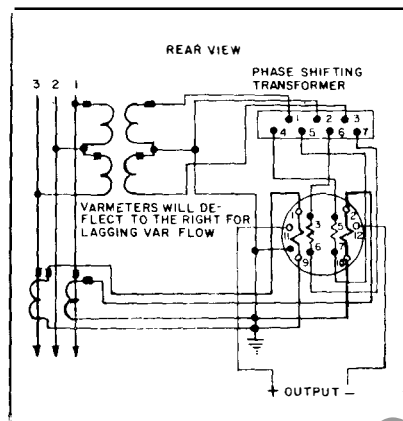 REAR VIEW
PHASE SHIFTING
TRANSFORMER
3 2 1
1 2 3
4 5 6 7
VARMETERS WILL DE-
FLECT TO THE RIGHT FOR
LAGGING VAR FLOW
1 2
3 5
11 12
6 7
9 10
+ OUTPUT −